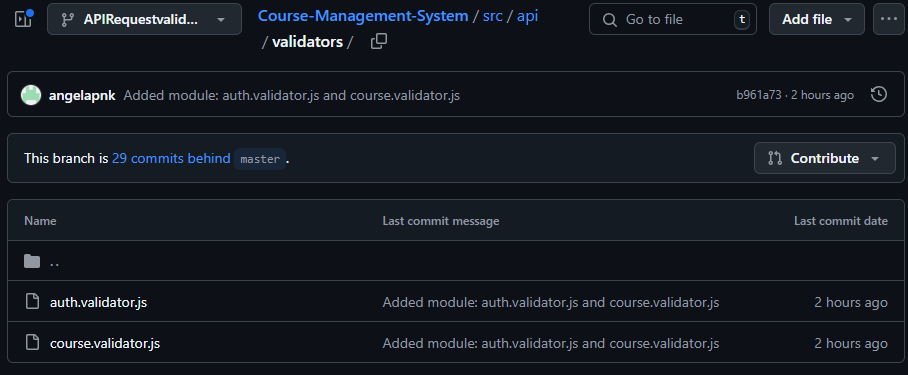 APIRequestvalid...
Course-Management-System / src / api
/ validators /
Go to file
t
Add file
angelapnk Added module: auth.validator.js and course.validator.js
b961a73 · 2 hours ago
This branch is 29 commits behind master.
Contribute
Name Last commit message Last commit date
..
auth.validator.js Added module: auth.validator.js and course.validator.js 2 hours ago
course.validator.js Added module: auth.validator.js and course.validator.js 2 hours ago